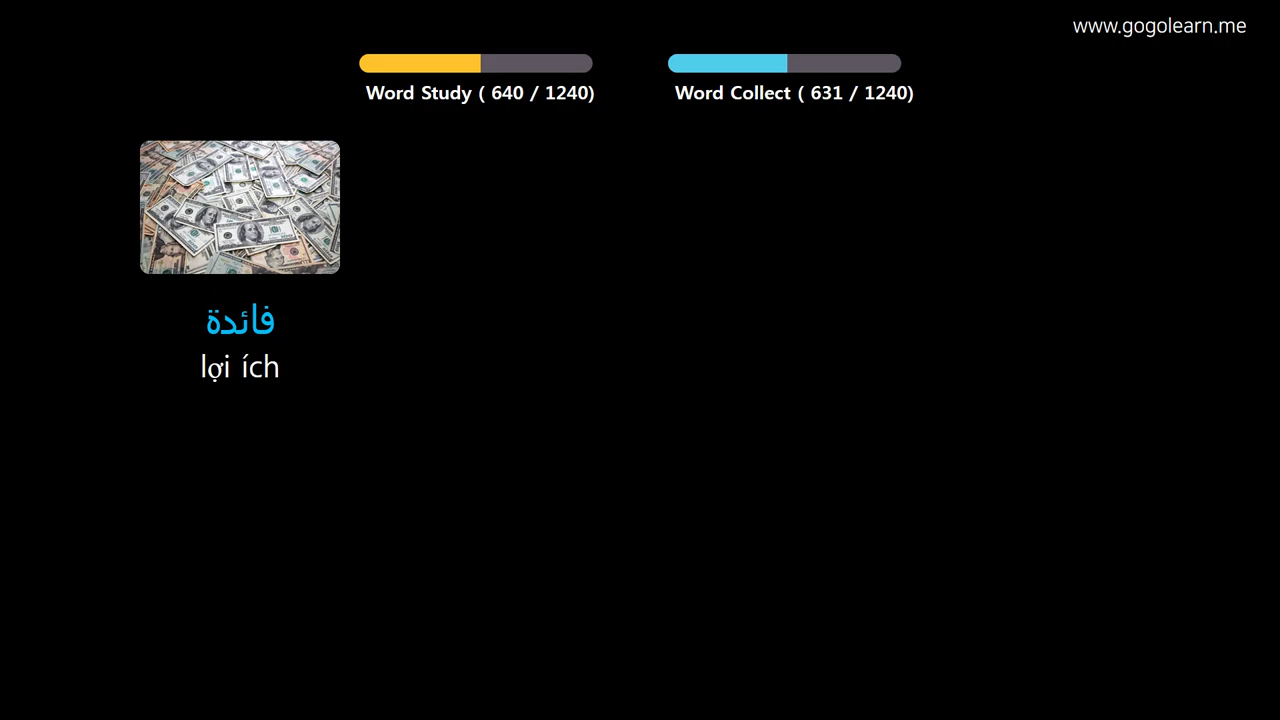 www.gogolearn.me
Word Study ( 640 / 1240)
Word Collect ( 631 / 1240)
فائدة
lợi ích